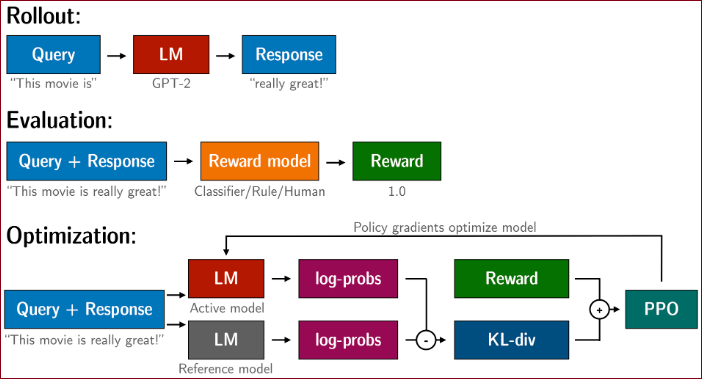 Rollout:
Query LM Response
“This movie is” GPT-2 “really great!”
Evaluation:
Query + Response Reward model Reward
“This movie is really great!” Classifier/Rule/Human 1.0
Optimization:
Policy gradients optimize model
LM log-probs Reward
Active model
Query + Response + PPO
“This movie is really great!”
LM log-probs - KL-div
Reference model